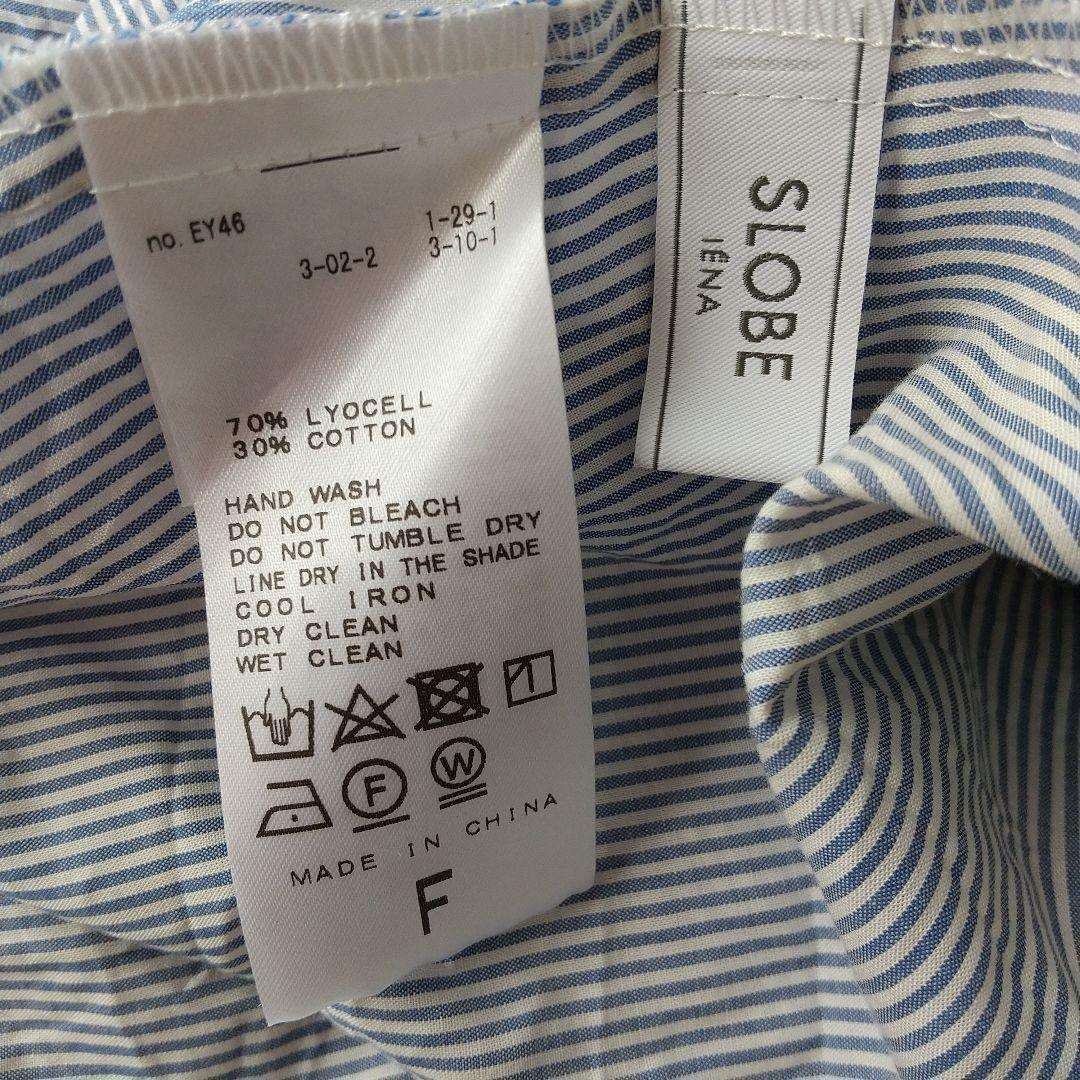 no. EY46
1-29-1
3-02-2
3-10-1
70% LYOCELL
30% COTTON
HAND WASH
DO NOT BLEACH
DO NOT TUMBLE DRY
LINE DRY IN THE SHADE
COOL IRON
DRY CLEAN
WET CLEAN
F
W
MADE IN CHINA
F
SLOBE
IÉNA